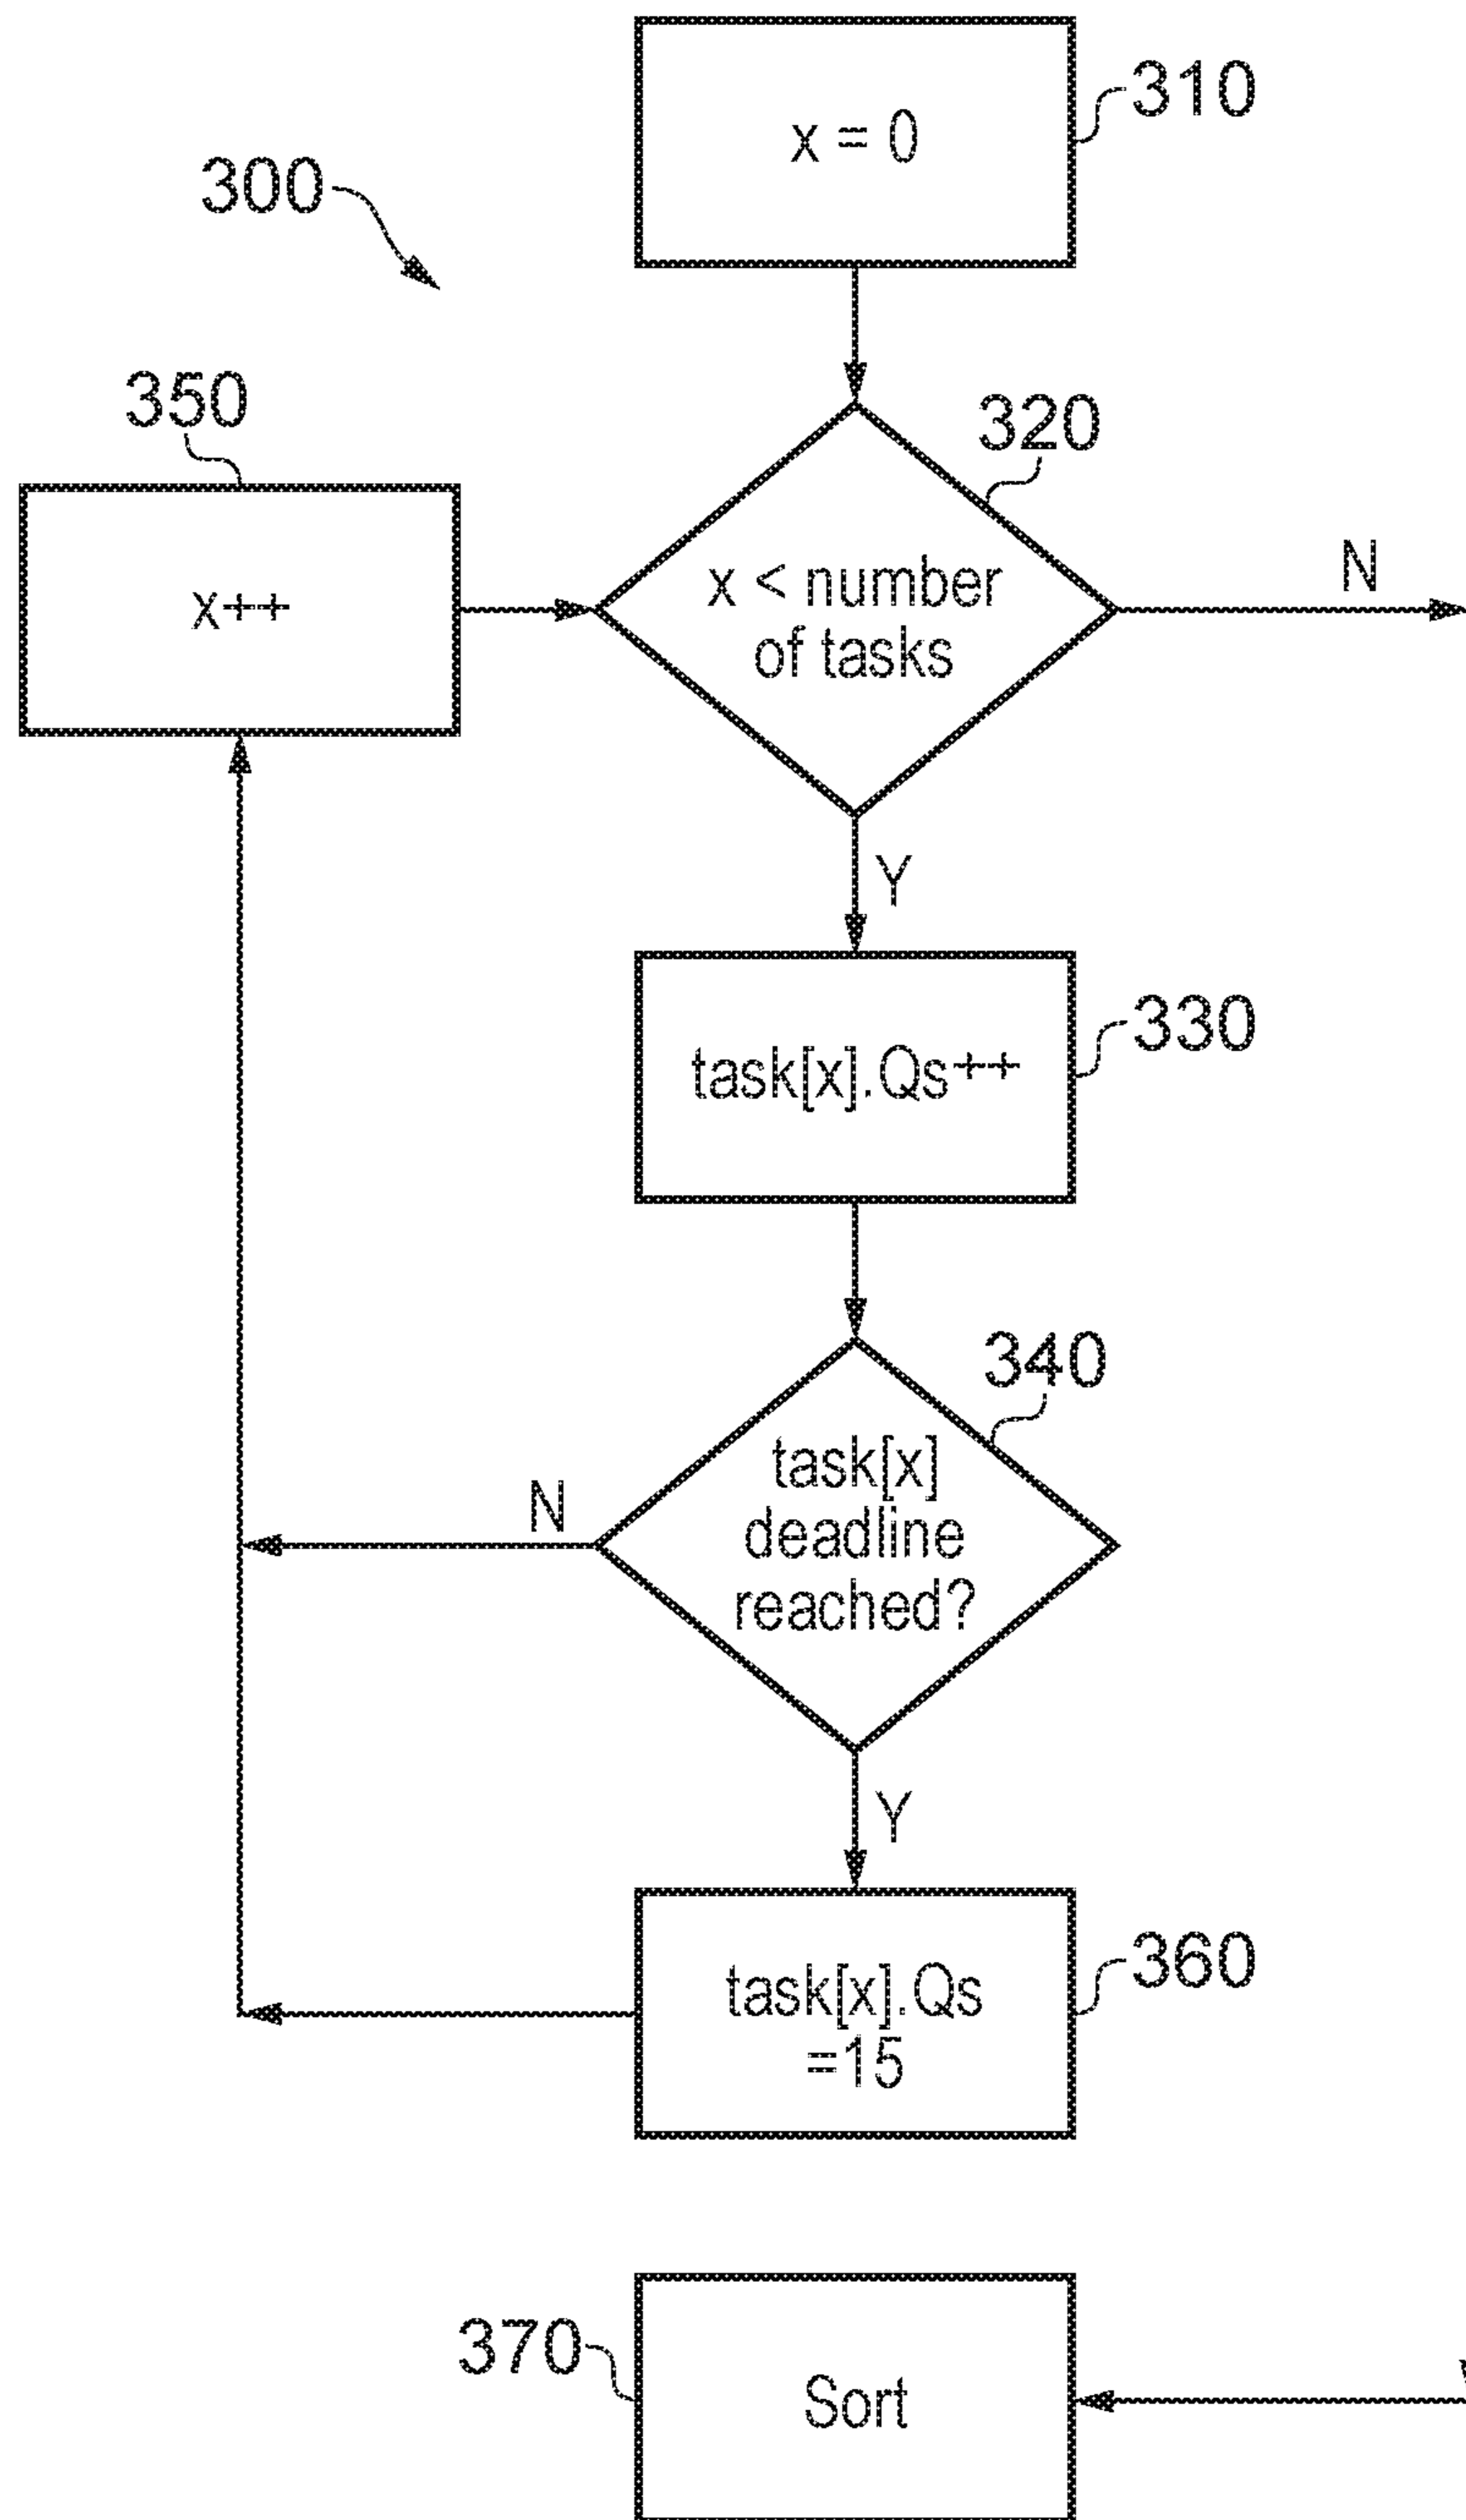 310
x = 0
300
350
320
x++
x < number
of tasks
N
Y
330
task[x].Qs++
340
task[x]
deadline
reached?
N
Y
360
task[x].Qs
=15
370
Sort